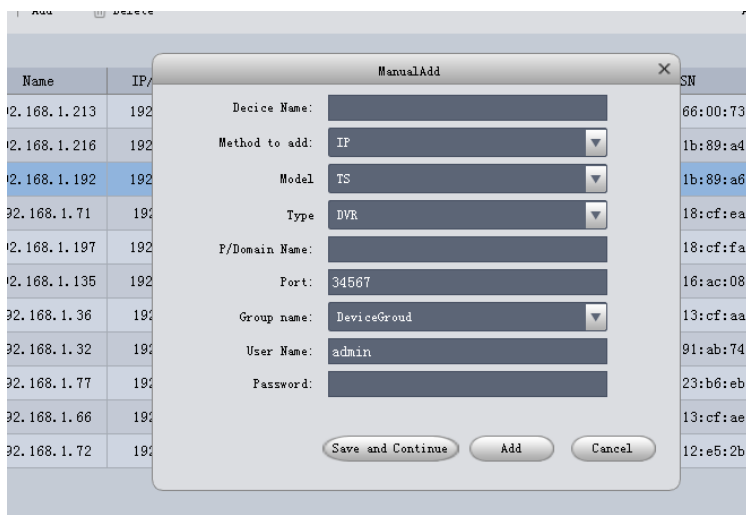 Add Delete
ManualAdd
Name IP/ SN
Decice Name:
Method to add: IP
Model TS
Type DVR
P/Domain Name:
Port: 34567
Group name: DeviceGroud
User Name: admin
Password:
Save and Continue Add Cancel
92.168.1.213 192 66:00:73
92.168.1.216 192 1b:89:a4
92.168.1.192 192 1b:89:a6
92.168.1.71 192 18:cf:ea
92.168.1.197 192 18:cf:fa
92.168.1.135 192 16:ac:08
92.168.1.36 192 13:cf:aa
92.168.1.32 192 91:ab:74
92.168.1.77 192 23:b6:eb
92.168.1.66 192 13:cf:ae
92.168.1.72 192 12:e5:2b